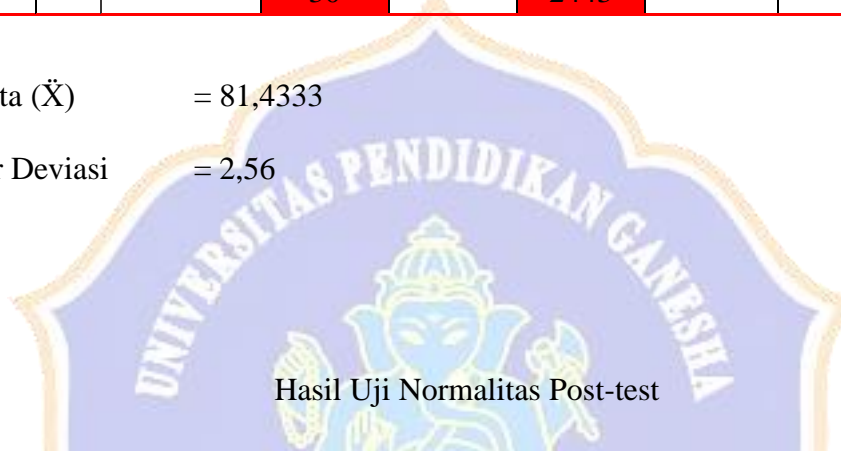 ta (Ẍ) = 81,4333
r Deviasi = 2,56
UNIVERSITAS PENDIDIKAN GANESHA
Hasil Uji Normalitas Post-test